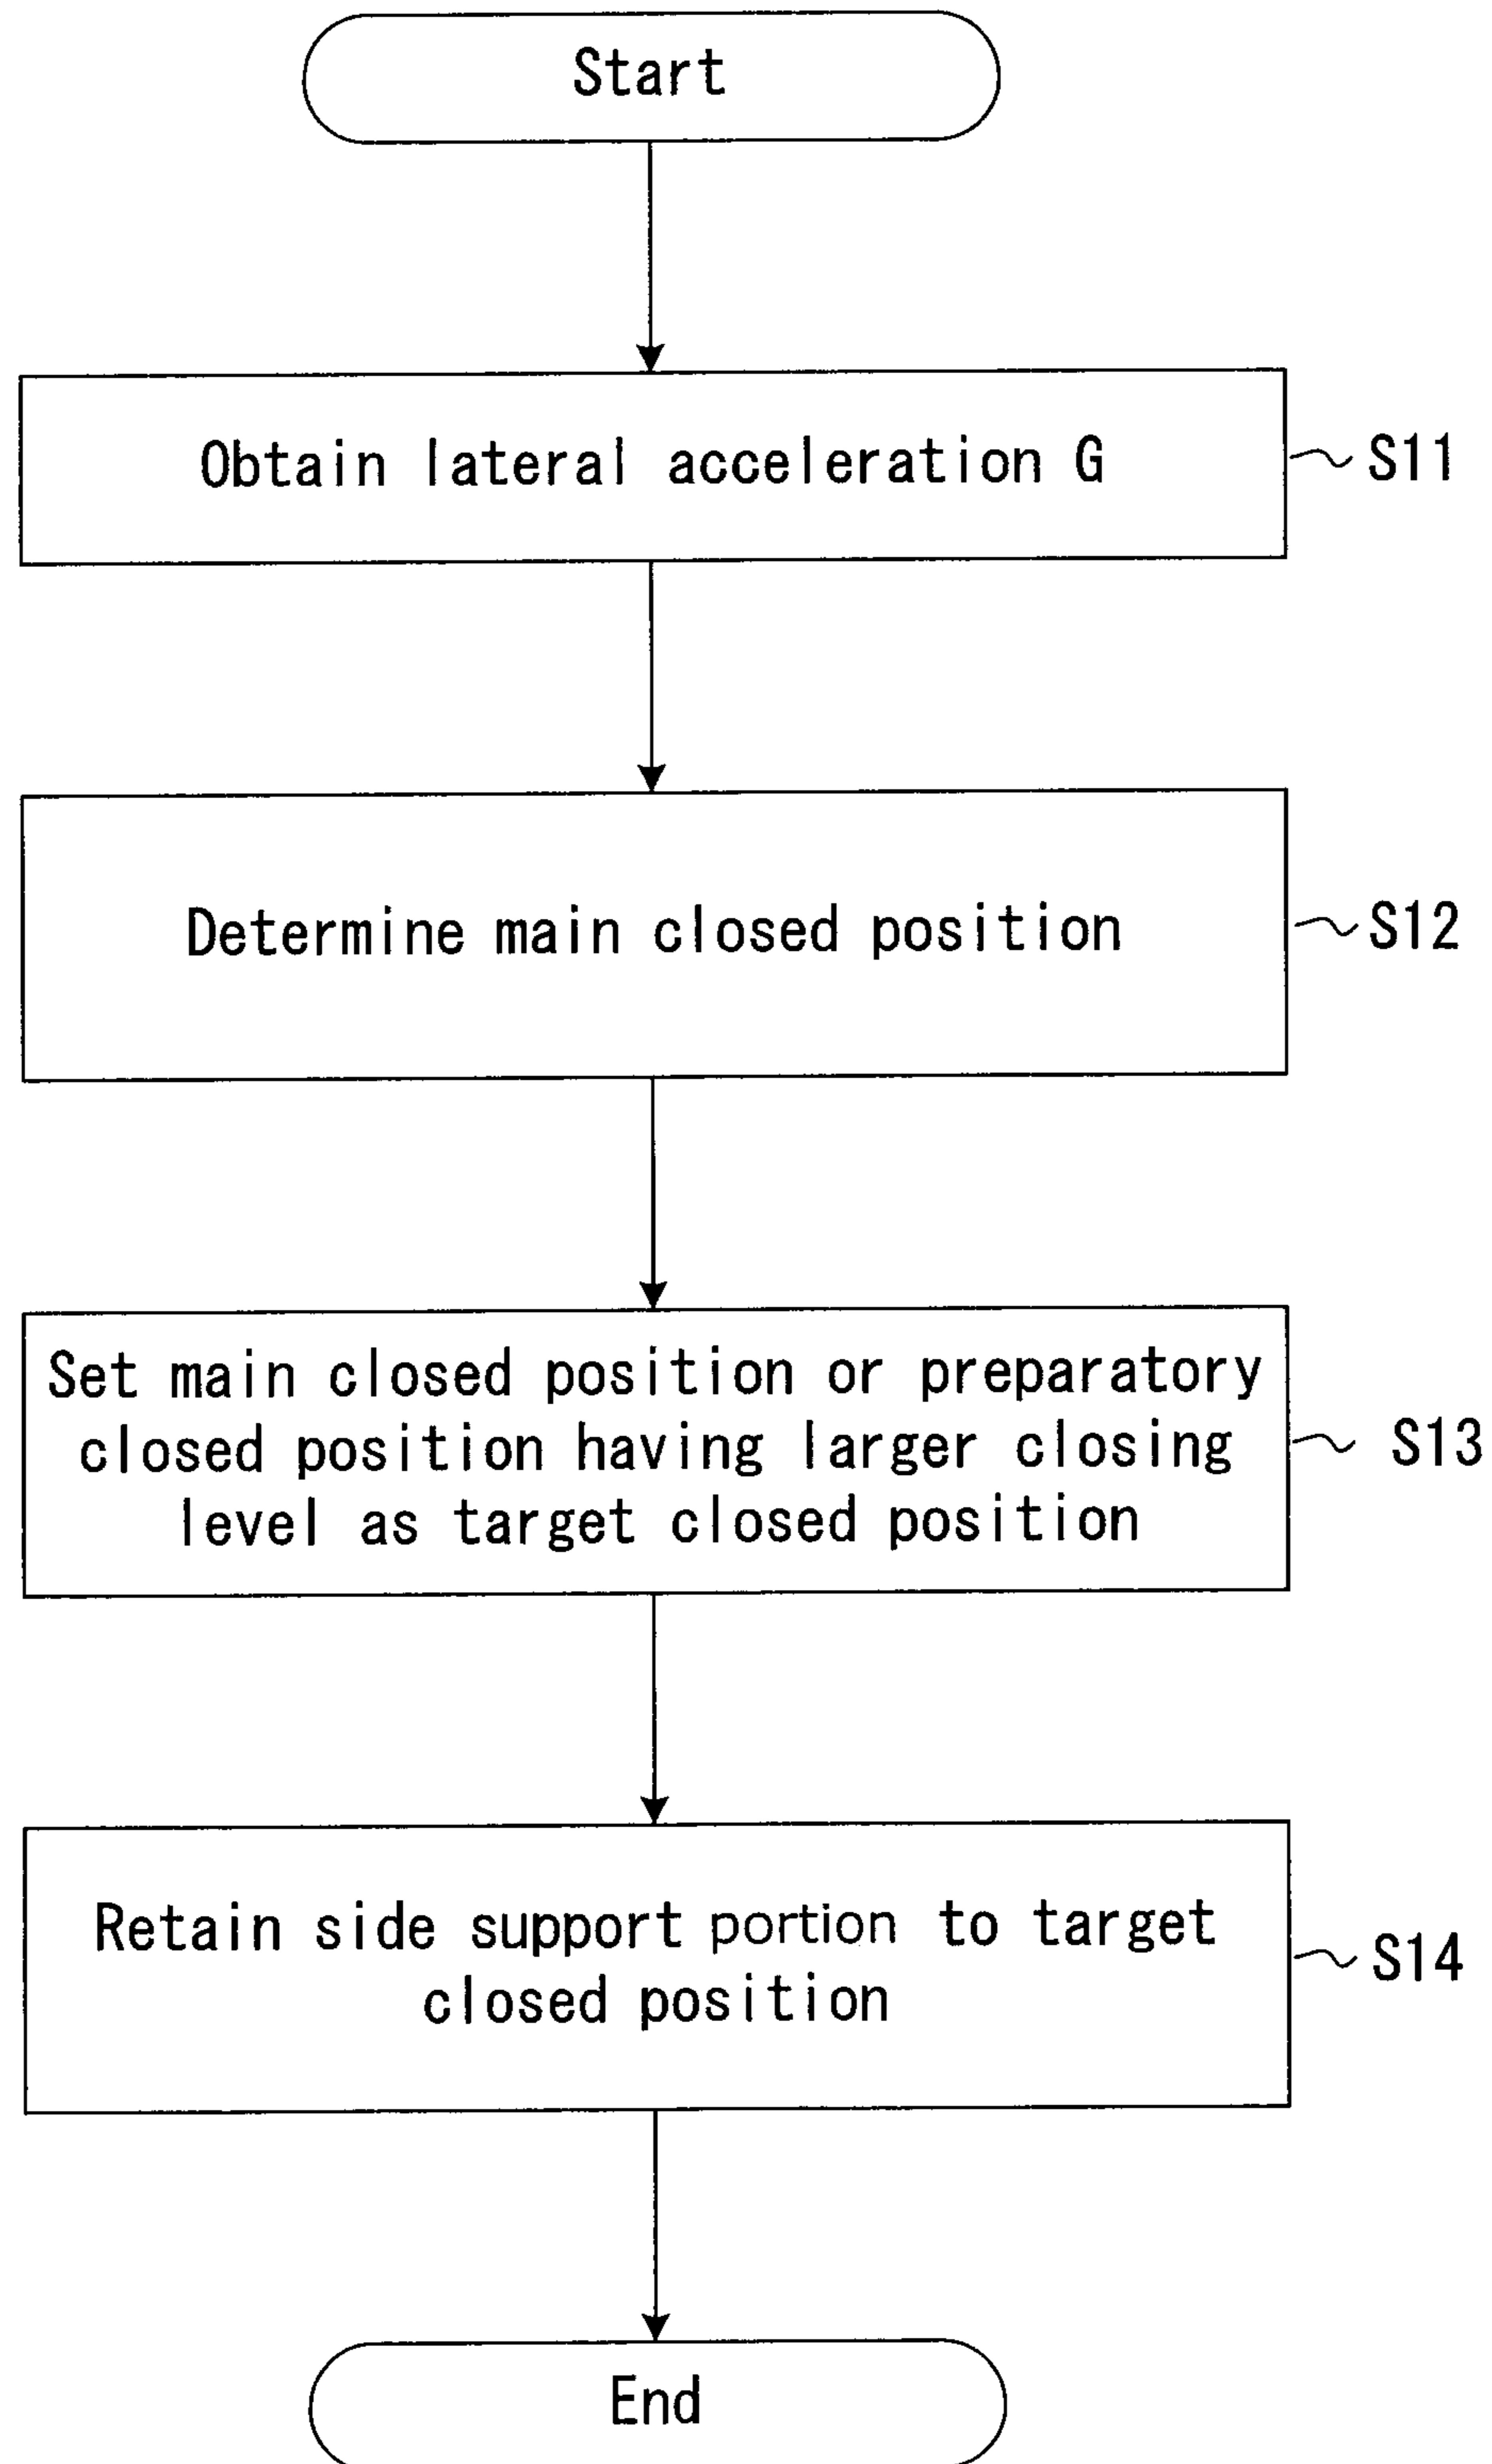 Start
Obtain lateral acceleration G
S11
Determine main closed position
S12
Set main closed position or preparatory
closed position having larger closing
level as target closed position
S13
Retain side support portion to target
closed position
S14
End